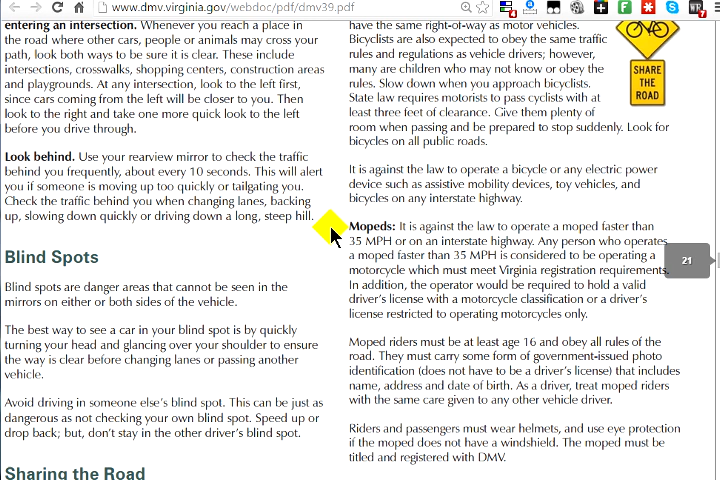 www.dmv.virginia.gov/webdoc/pdf/dmv39.pdf
4
7
entering an intersection. Whenever you reach a place in
the road where other cars, people or animals may cross your
path, look both ways to be sure it is clear. These include
intersections, crosswalks, shopping centers, construction areas
and playgrounds. At any intersection, look to the left first,
since cars coming from the left will be closer to you. Then
look to the right and take one more quick look to the left
before you drive through.
Look behind. Use your rearview mirror to check the traffic
behind you frequently, about every 10 seconds. This will alert
you if someone is moving up too quickly or tailgating you.
Check the traffic behind you when changing lanes, backing
up, slowing down quickly or driving down a long, steep hill.
Blind Spots
Blind spots are danger areas that cannot be seen in the
mirrors on either or both sides of the vehicle.
The best way to see a car in your blind spot is by quickly
turning your head and glancing over your shoulder to ensure
the way is clear before changing lanes or passing another
vehicle.
Avoid driving in someone else's blind spot. This can be just as
dangerous as not checking your own blind spot. Speed up or
drop back; but, don't stay in the other driver's blind spot.
Sharing the Road
have the same right-of-way as motor vehicles.
Bicyclists are also expected to obey the same traffic
rules and regulations as vehicle drivers; however,
many are children who may not know or obey the
rules. Slow down when you approach bicyclists.
State law requires motorists to pass cyclists with at
least three feet of clearance. Give them plenty of
room when passing and be prepared to stop suddenly. Look for
bicycles on all public roads.
SHARE
THE
ROAD
It is against the law to operate a bicycle or any electric power
device such as assistive mobility devices, toy vehicles, and
bicycles on any interstate highway.
Mopeds: It is against the law to operate a moped faster than
35 MPH or on an interstate highway. Any person who operates
a moped faster than 35 MPH is considered to be operating a
motorcycle which must meet Virginia registration requirements.
In addition, the operator would be required to hold a valid
driver's license with a motorcycle classification or a driver's
license restricted to operating motorcycles only.
21
Moped riders must be at least age 16 and obey all rules of the
road. They must carry some form of government-issued photo
identification (does not have to be a driver's license) that includes
name, address and date of birth. As a driver, treat moped riders
with the same care given to any other vehicle driver.
Riders and passengers must wear helmets, and use eye protection
if the moped does not have a windshield. The moped must be
titled and registered with DMV.